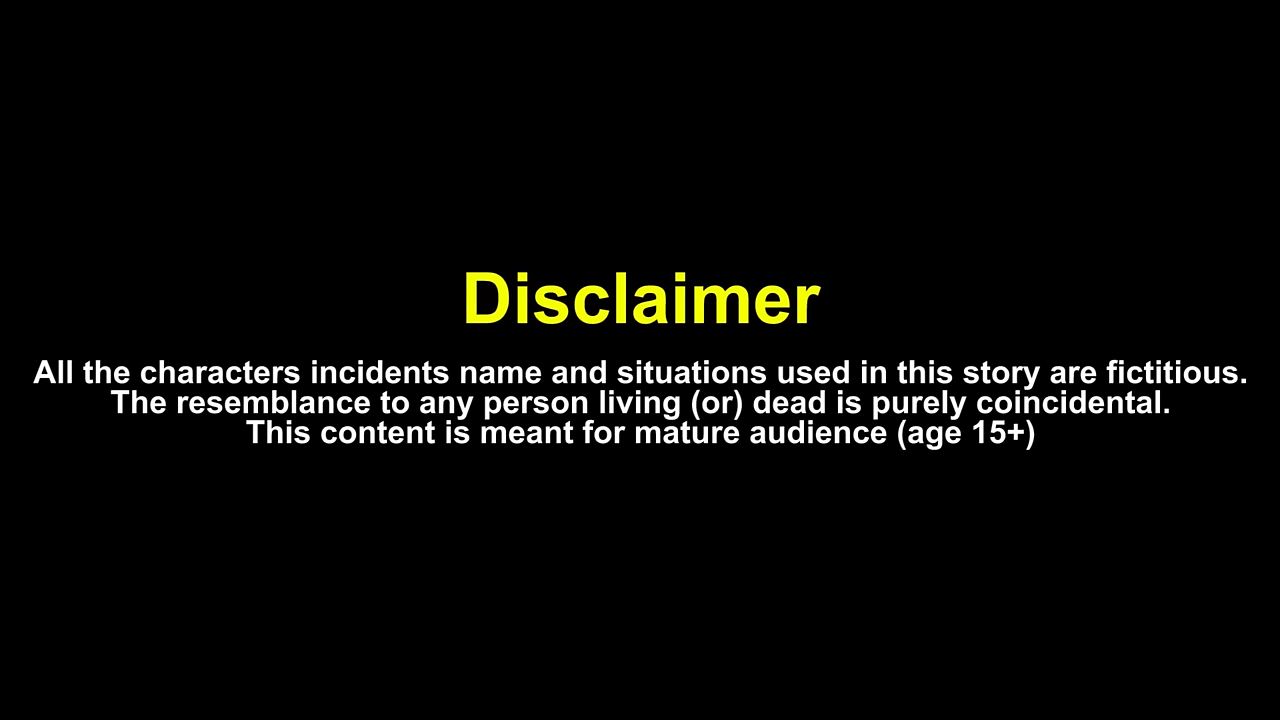 Disclaimer
All the characters incidents name and situations used in this story are fictitious.
The resemblance to any person living (or) dead is purely coincidental.
This content is meant for mature audience (age 15+)